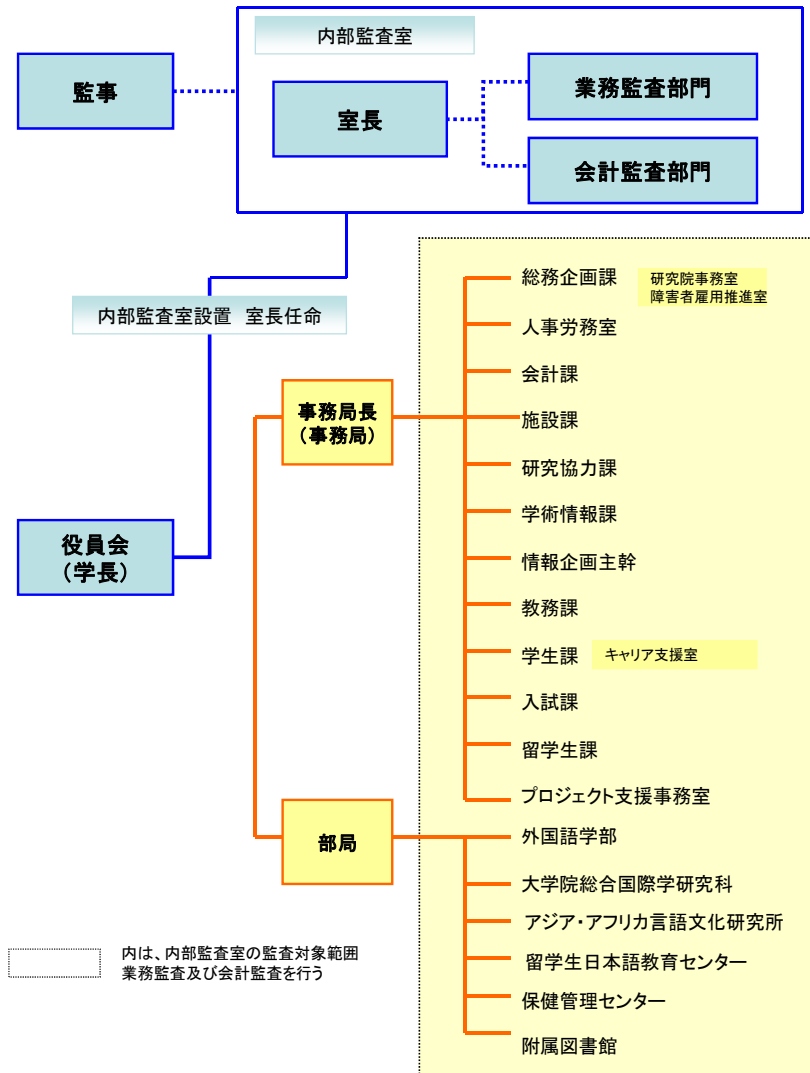 内部監査室
監事
室長
業務監査部門
会計監査部門
内部監査室設置 室長任命
役員会
(学長)
事務局長
(事務局)
総務企画課
研究院事務室
障害者雇用推進室
人事労務室
会計課
施設課
研究協力課
学術情報課
情報企画主幹
教務課
学生課
キャリア支援室
入試課
留学生課
プロジェクト支援事務室
部局
外国語学部
大学院総合国際学研究科
アジア・アフリカ言語文化研究所
留学生日本語教育センター
保健管理センター
附属図書館
内は、内部監査室の監査対象範囲
業務監査及び会計監査を行う